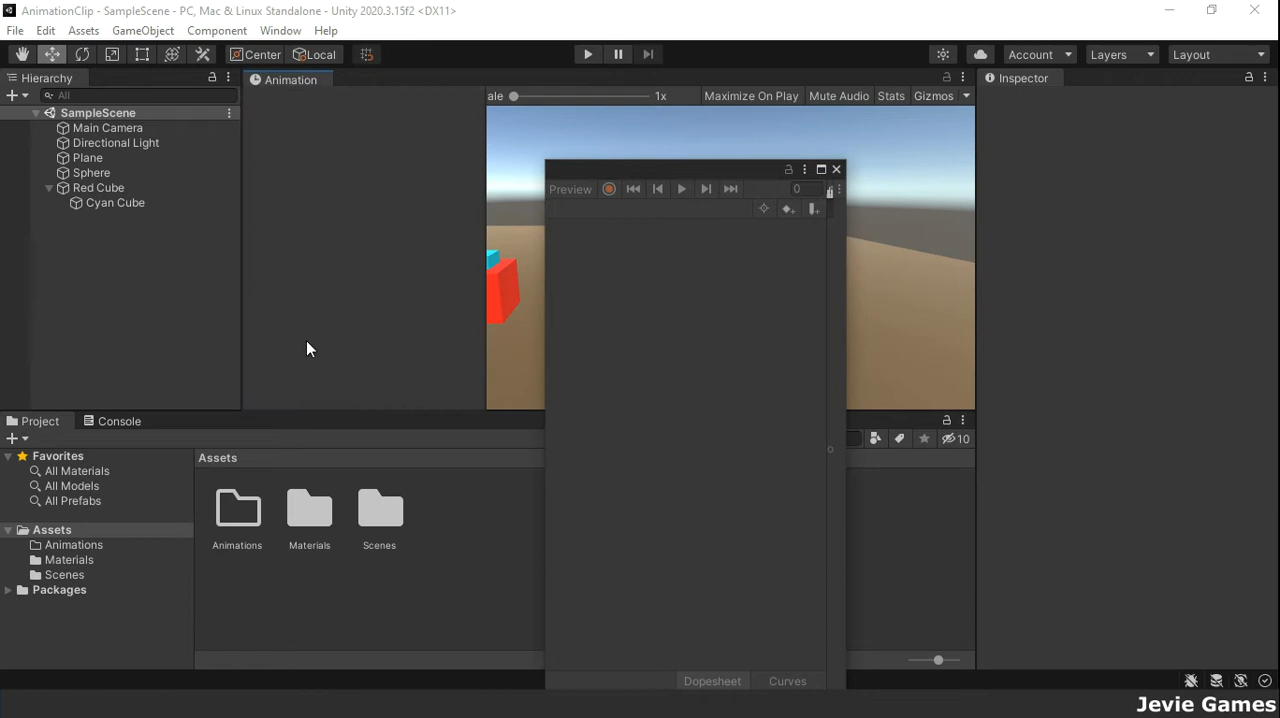 AnimationClip - SampleScene - PC, Mac & Linux Standalone - Unity 2020.3.15f2 <DX11>
File Edit Assets GameObject Component Window Help
Center Local Account Layers Layout
Hierarchy
All
SampleScene
Main Camera
Directional Light
Plane
Sphere
Red Cube
Cyan Cube
Animation
ale 1x Maximize On Play Mute Audio Stats Gizmos
Preview 0
Dopesheet Curves
Inspector
Project Console
10
Favorites
All Materials
All Models
All Prefabs
Assets
Animations
Materials
Scenes
Packages
Assets
Animations Materials Scenes
Jevie Games